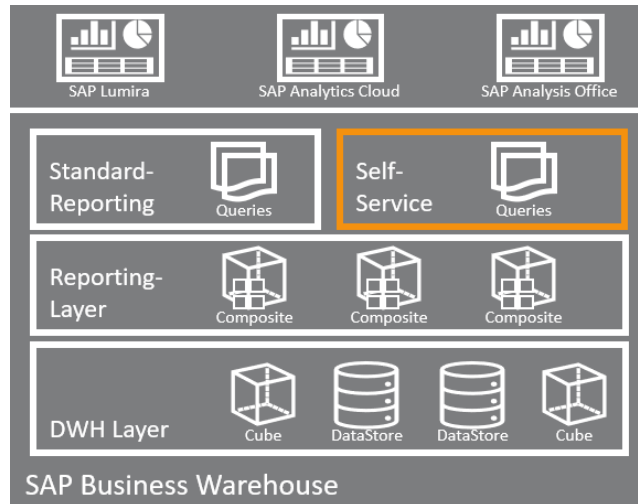 SAP Lumira
SAP Analytics Cloud
SAP Analysis Office
Standard-
Reporting
Queries
Self-
Service
Queries
Reporting-
Layer
Composite
Composite
Composite
DWH Layer
Cube
DataStore
DataStore
Cube
SAP Business Warehouse